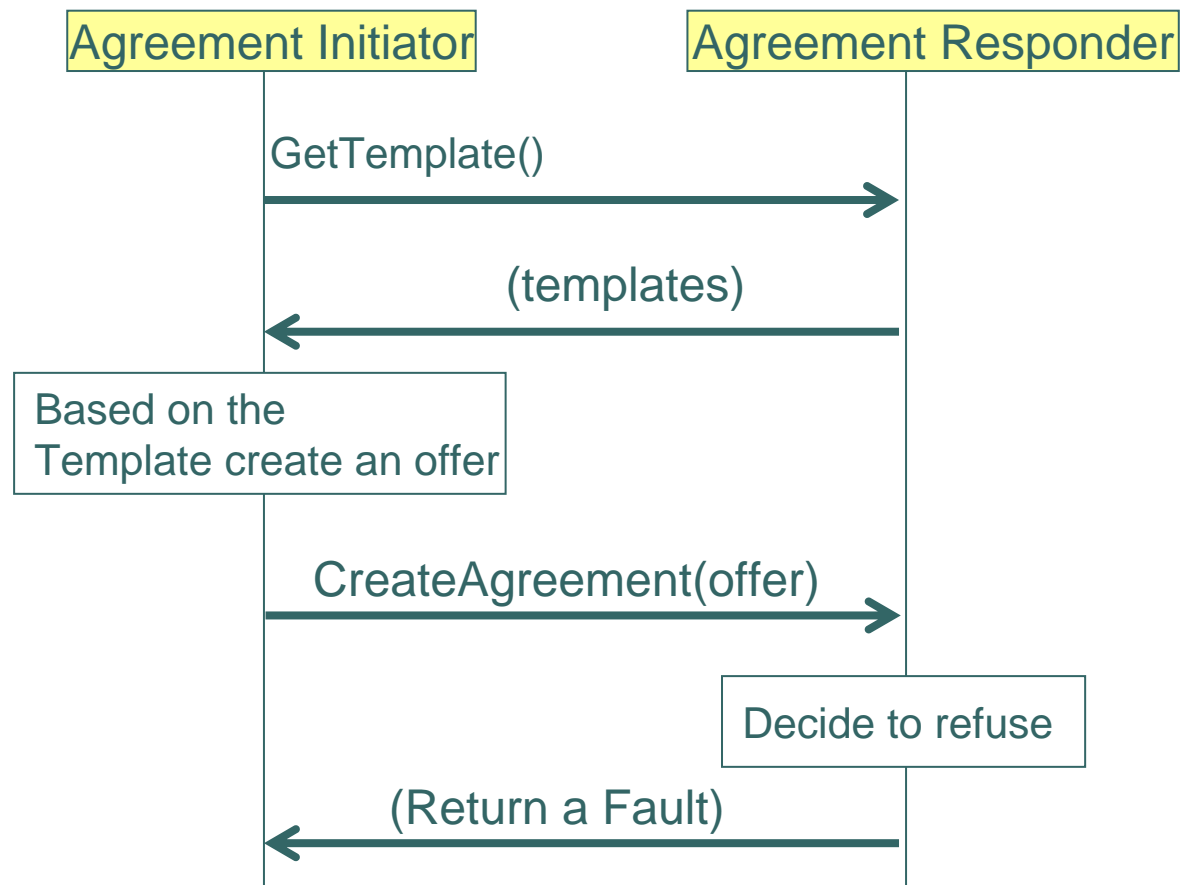 Agreement Initiator
Agreement Responder
GetTemplate()
(templates)
Based on the
Template create an offer
CreateAgreement(offer)
Decide to refuse
(Return a Fault)